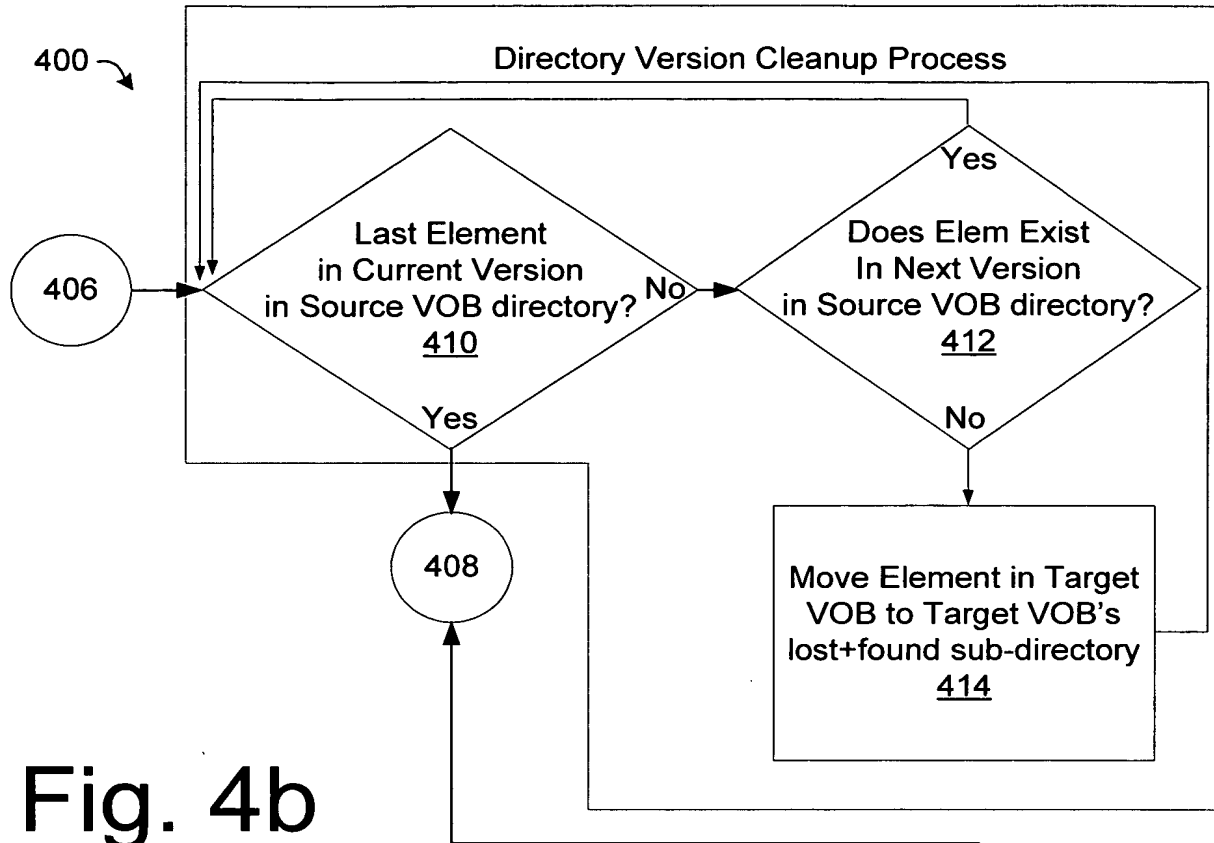 400
Directory Version Cleanup Process
406
Last Element
in Current Version
in Source VOB directory?
410
No
Yes
Yes
Does Elem Exist
In Next Version
in Source VOB directory?
412
No
408
Move Element in Target
VOB to Target VOB's
lost+found sub-directory
414
Fig. 4b